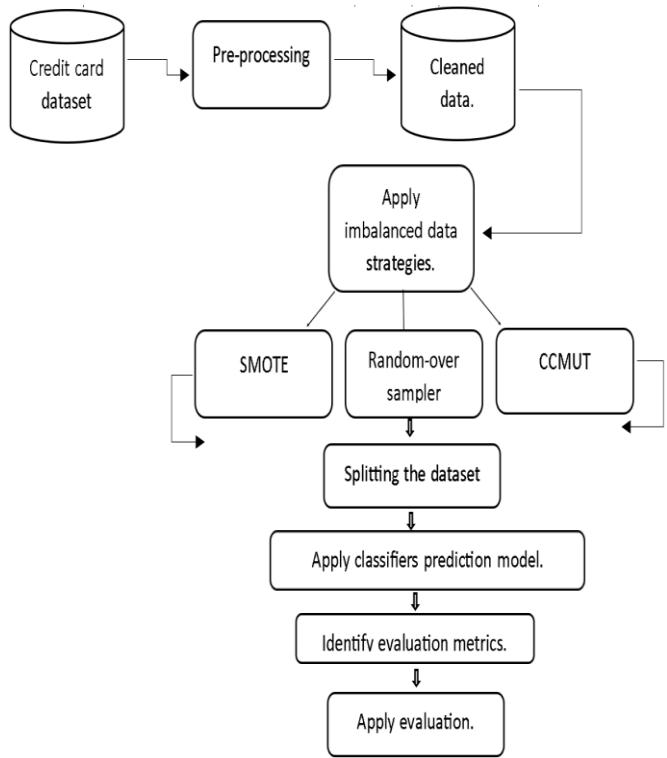 Credit card
dataset
Pre-processing
Cleaned
data.
Apply
imbalanced data
strategies.
SMOTE
Random-over
sampler
CCMUT
Splitting the dataset
Apply classifiers prediction model.
Identify evaluation metrics.
Apply evaluation.